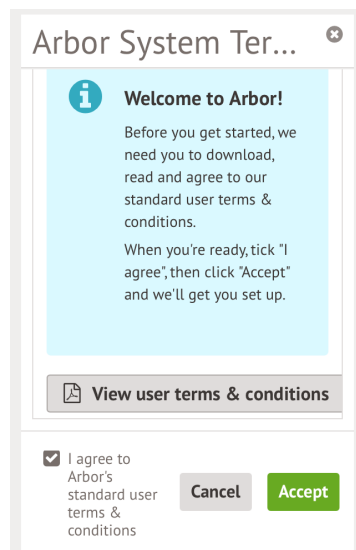 Arbor System Ter...
Welcome to Arbor!
Before you get started, we
need you to download,
read and agree to our
standard user terms &
conditions.
When you're ready, tick "I
agree", then click "Accept"
and we'll get you set up.
View user terms & conditions
I agree to
Arbor's
standard user
terms &
conditions
Cancel
Accept